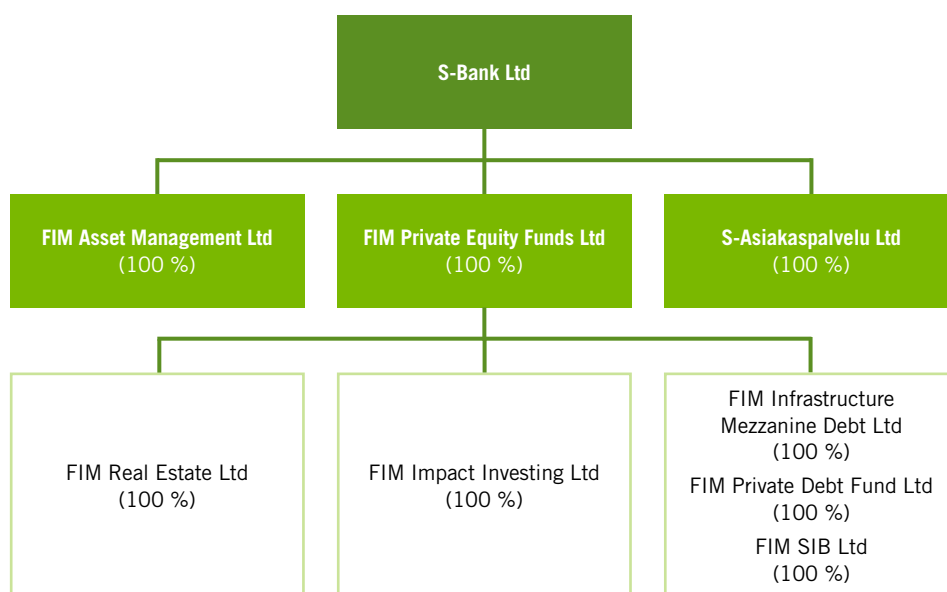 S-Bank Ltd
FIM Asset Management Ltd
(100 %)
FIM Private Equity Funds Ltd
(100 %)
S-Asiakaspalvelu Ltd
(100 %)
FIM Real Estate Ltd
(100 %)
FIM Impact Investing Ltd
(100 %)
FIM Infrastructure
Mezzanine Debt Ltd
(100 %)
FIM Private Debt Fund Ltd
(100 %)
FIM SIB Ltd
(100 %)